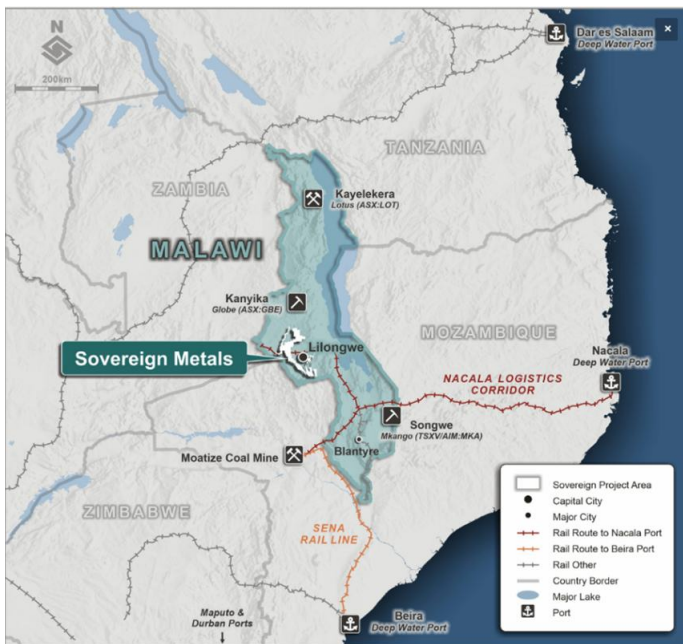 N
200km
×
Dar es Salaam
Deep Water Port
TANZANIA
ZAMBIA
Kayelekera
Lotus (ASX:LOT)
MALAWI
Kanyika
Globe (ASX:GBE)
MOZAMBIQUE
Sovereign Metals
Lilongwe
Nacala
Deep Water Port
NACALA LOGISTICS
CORRIDOR
Songwe
Mkango (TSXV/AIM:MKA)
Blantyre
Moatize Coal Mine
ZIMBABWE
SENA
RAIL LINE
Maputo &
Durban Ports
Beira
Deep Water Port
Sovereign Project Area
Capital City
Major City
Rail Route to Nacala Port
Rail Route to Beira Port
Rail Other
Country Border
Major Lake
Port